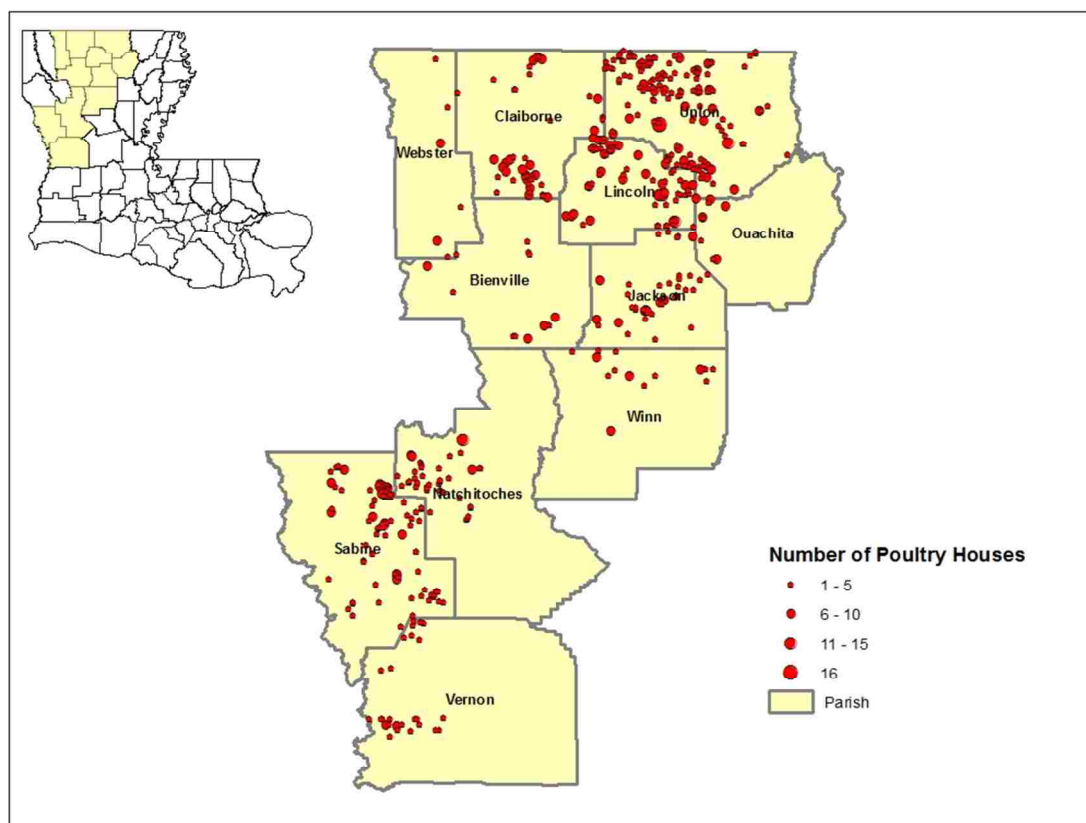 Claiborne
Union
Webster
Lincoln
Ouachita
Bienville
Jackson
Winn
Natchitoches
Sabine
Vernon
Number of Poultry Houses
1 - 5
6 - 10
11 - 15
16
Parish